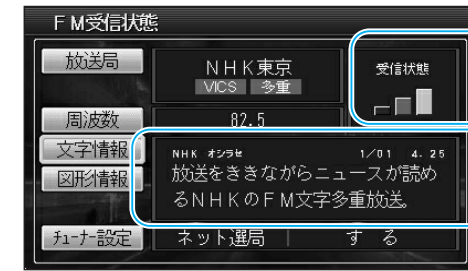 ＦＭ受信状態
放送局
ＮＨＫ東京
VICS 多重
受信状態
周波数
82.5
文字情報
図形情報
NHK ｵｼﾗｾ 1/01 4. 25
放送をききながらニュースが読め
るＮＨＫのＦＭ文字多重放送。
ﾁｭｰﾅｰ設定
ネット選局 する